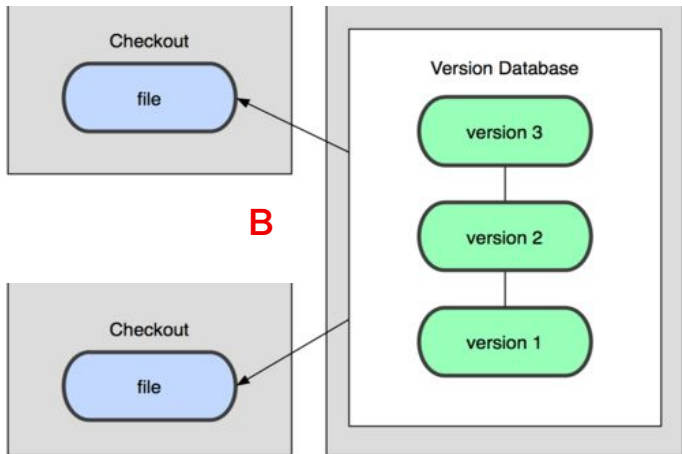 Checkout
file
Version Database
version 3
B
version 2
Checkout
file
version 1